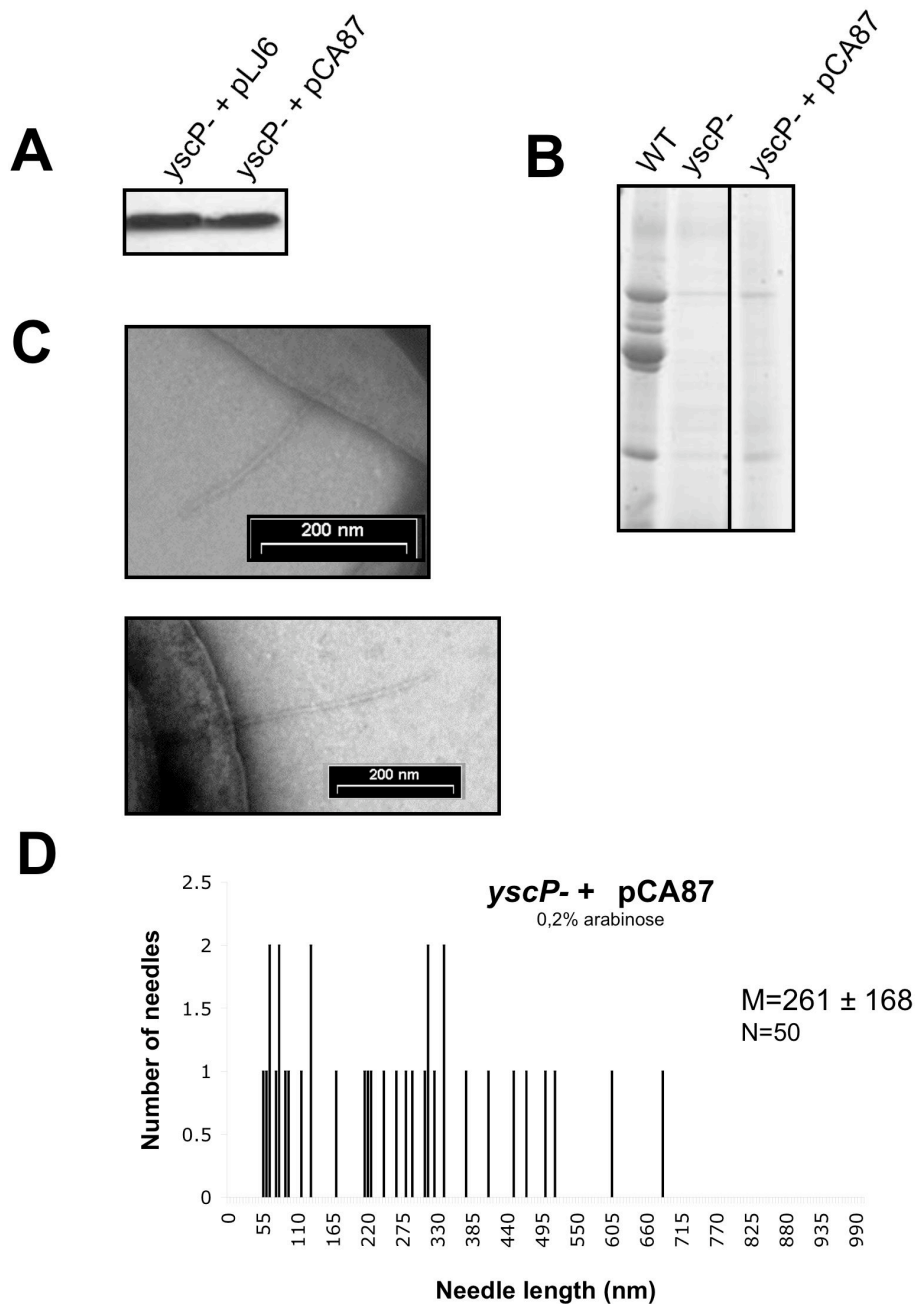 A
yscP- + pLJ6
yscP- + pCA87
B
WT
yscP-
yscP- + pCA87
C
200 nm
200 nm
D
yscP- + pCA87
0,2% arabinose
M=261 ± 168
N=50
Number of needles
2.5
2
1.5
1
0.5
0
0 55 110 165 220 275 330 385 440 495 550 605 660 715 770 825 880 935 990
Needle length (nm)